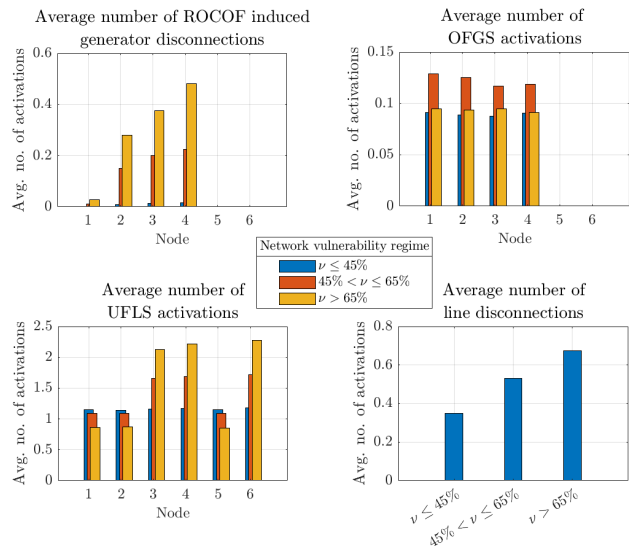 Average number of ROCOF induced
generator disconnections
Avg. no. of activations
0.6
0.4
0.2
0
1 2 3 4 5 6
Node
Average number of
OFGS activations
Avg. no. of activations
0.15
0.1
0.05
0
1 2 3 4 5 6
Node
Network vulnerability regime
ν ≤ 45%
45% < ν ≤ 65%
ν > 65%
Average number of
UFLS activations
Avg. no. of activations
2.5
2
1.5
1
0.5
0
1 2 3 4 5 6
Node
Average number of
line disconnections
Avg. no. of activations
0.8
0.6
0.4
0.2
0
ν ≤ 45%
45% < ν ≤ 65%
ν > 65%